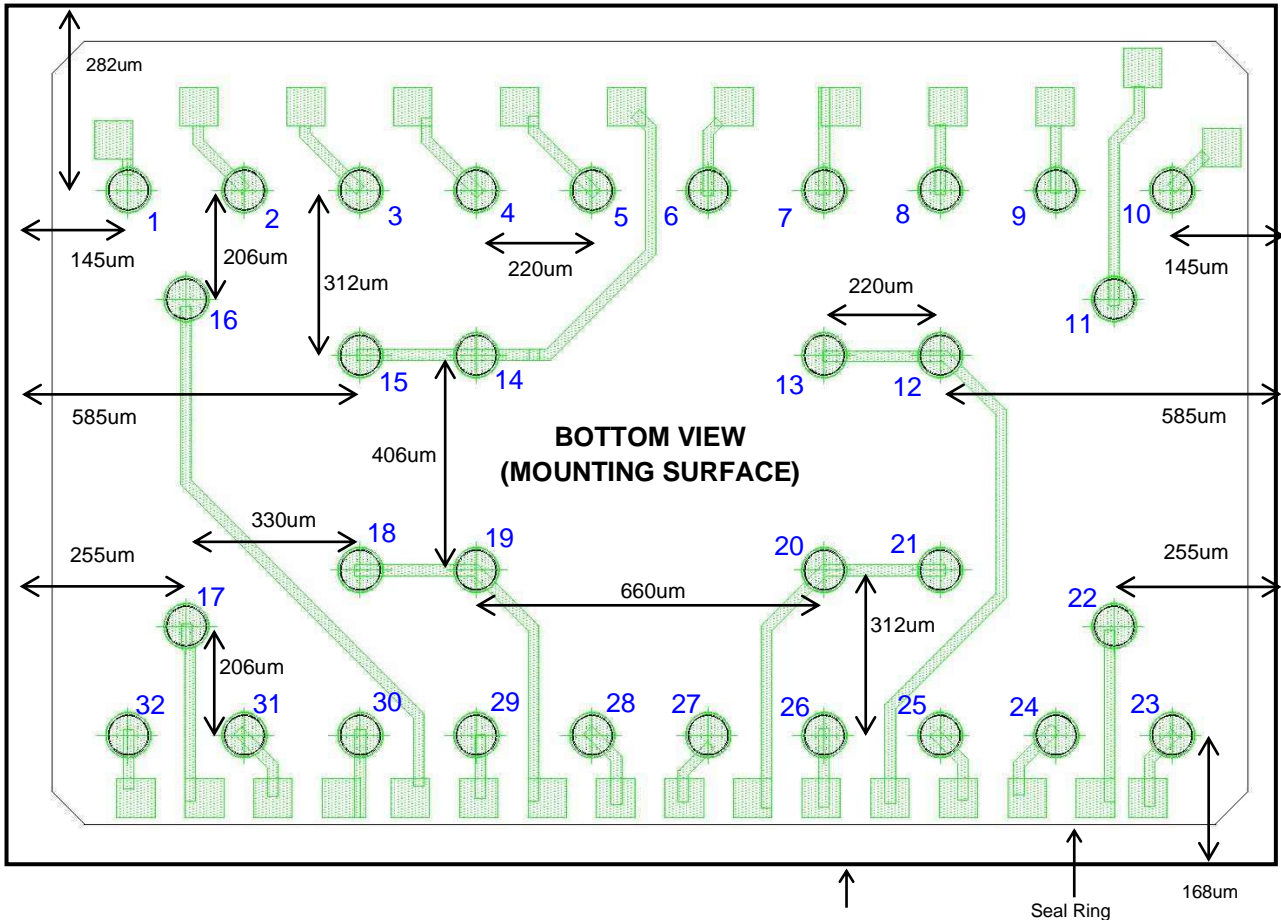 282um
1
2
3
4
5
6
7
8
9
10
145um
206um
312um
220um
145um
16
220um
11
15
14
13
12
585um
585um
BOTTOM VIEW
(MOUNTING SURFACE)
406um
330um
18
19
20
21
255um
255um
660um
17
22
312um
206um
32
31
30
29
28
27
26
25
24
23
168um
Seal Ring